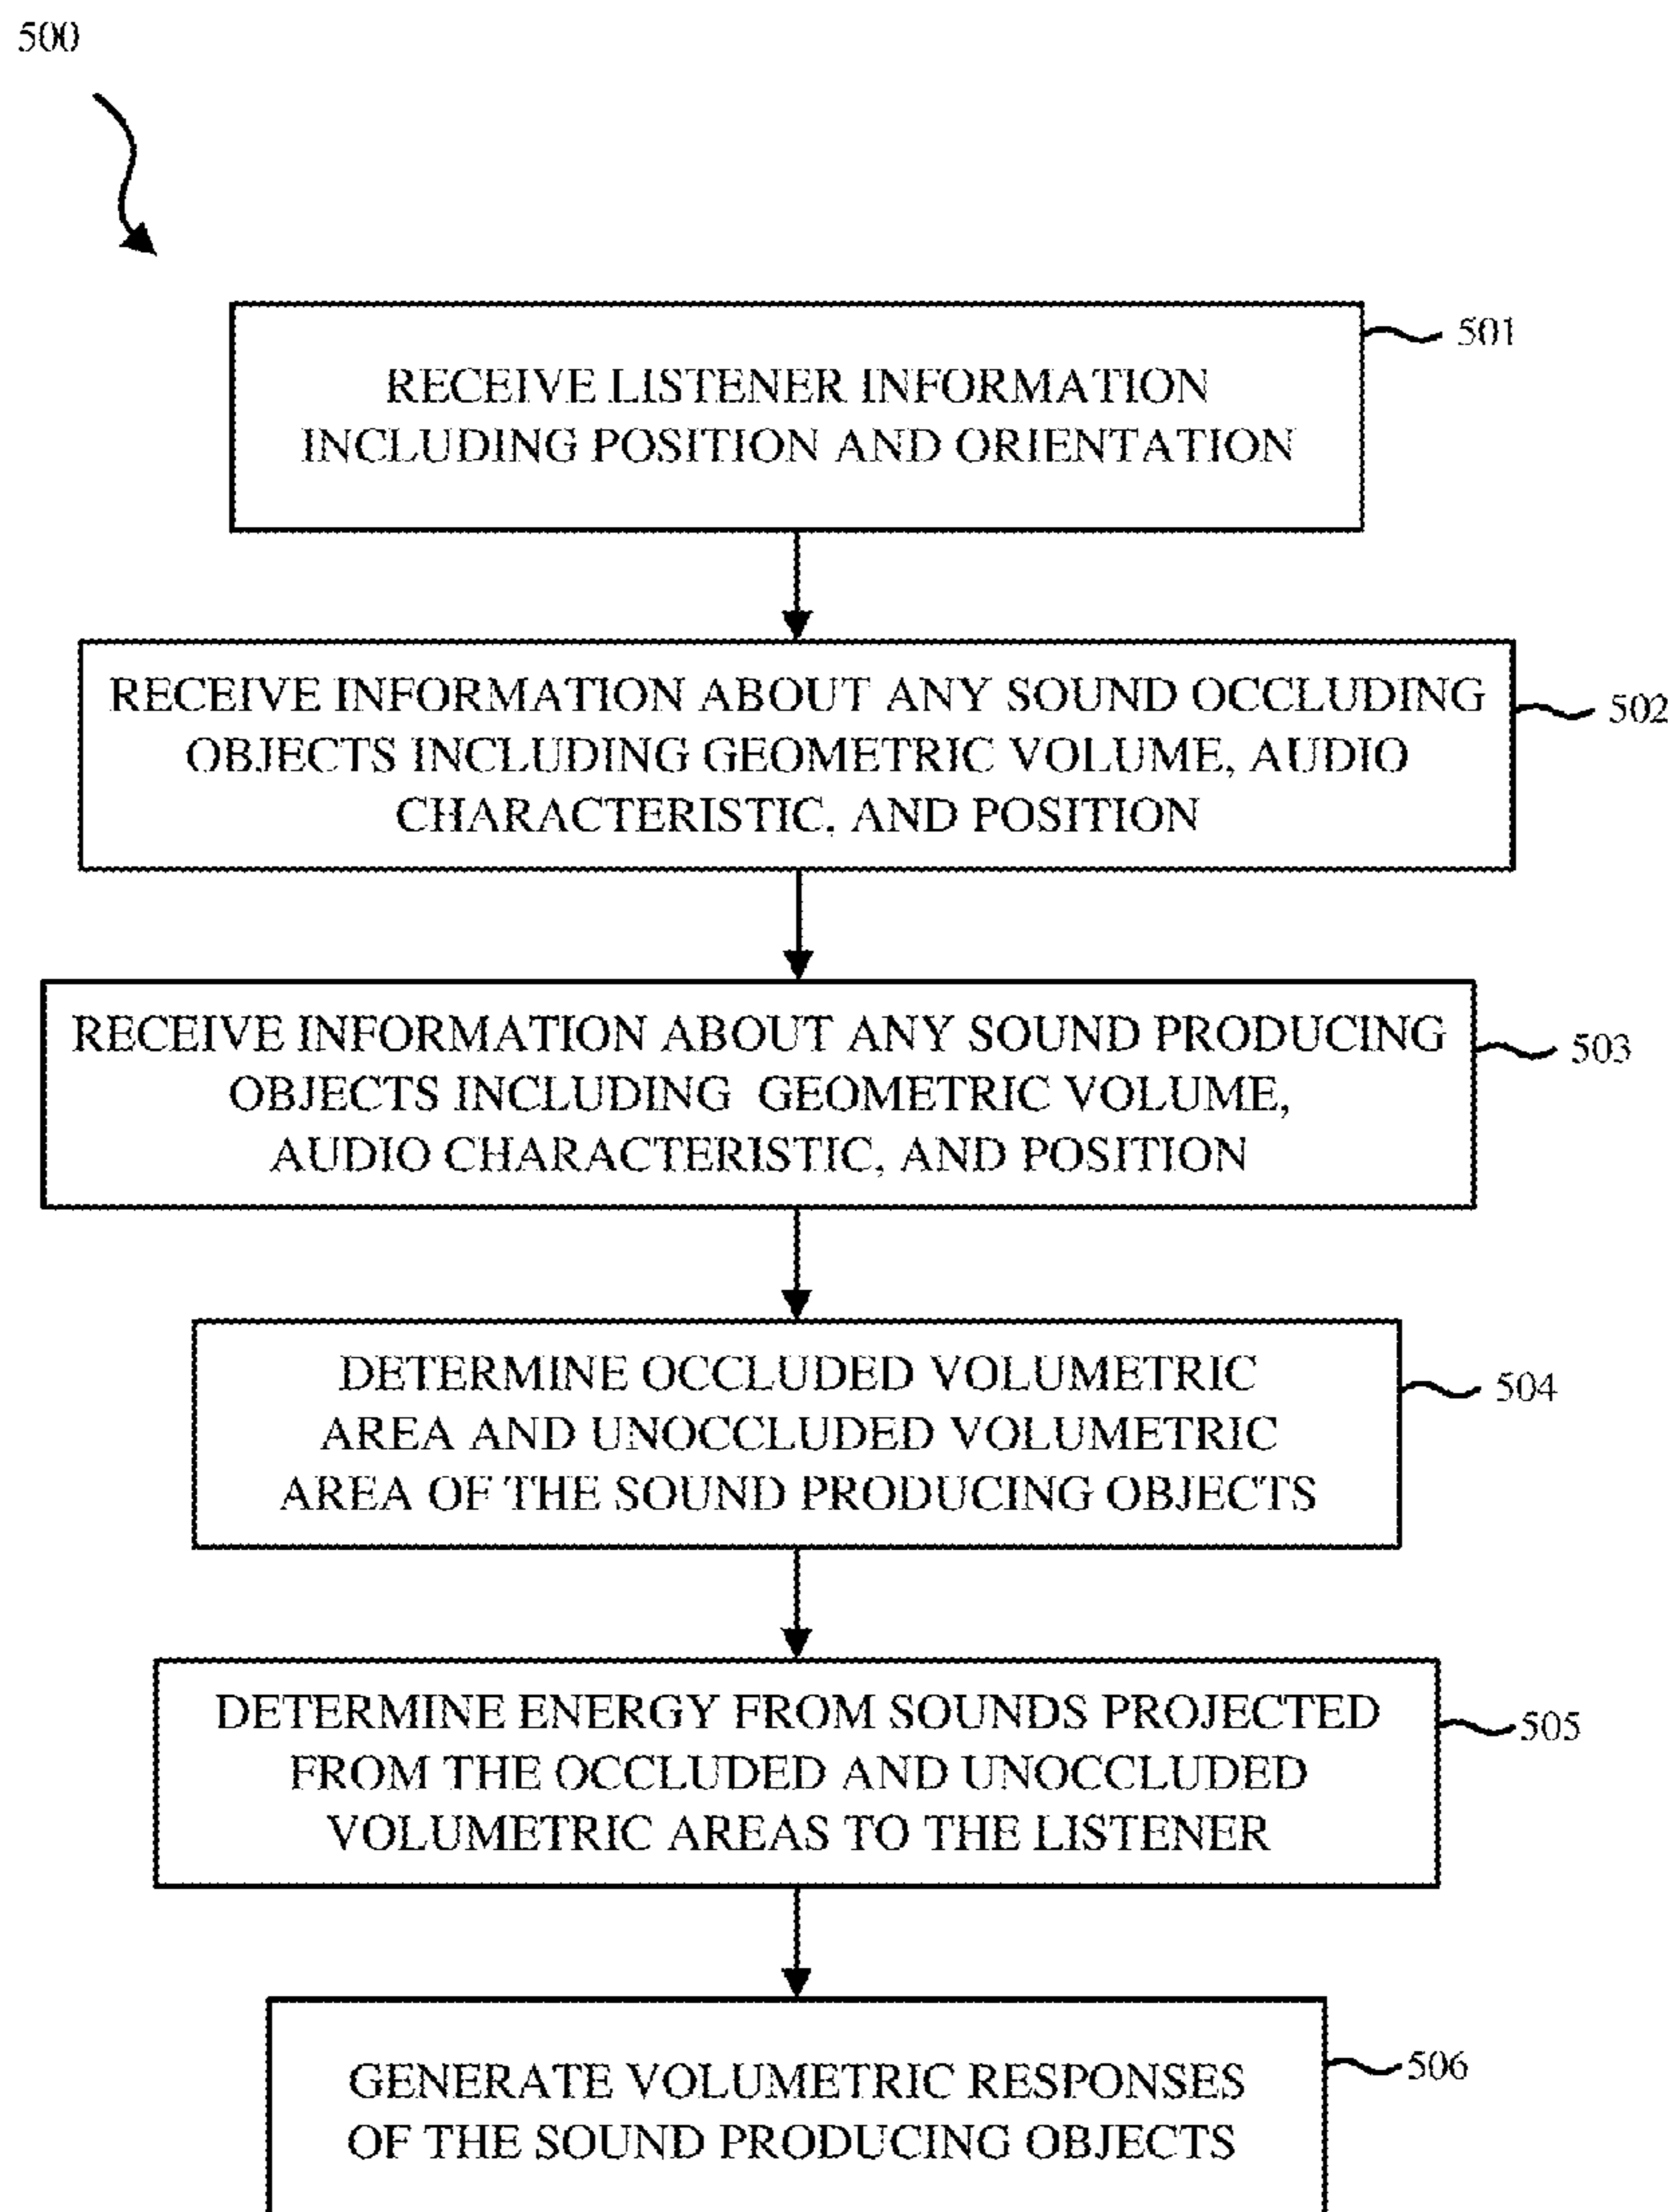 500
501
RECEIVE LISTENER INFORMATION
INCLUDING POSITION AND ORIENTATION
502
RECEIVE INFORMATION ABOUT ANY SOUND OCCLUDING
OBJECTS INCLUDING GEOMETRIC VOLUME, AUDIO
CHARACTERISTIC, AND POSITION
503
RECEIVE INFORMATION ABOUT ANY SOUND PRODUCING
OBJECTS INCLUDING GEOMETRIC VOLUME,
AUDIO CHARACTERISTIC, AND POSITION
504
DETERMINE OCCLUDED VOLUMETRIC
AREA AND UNOCCLUDED VOLUMETRIC
AREA OF THE SOUND PRODUCING OBJECTS
505
DETERMINE ENERGY FROM SOUNDS PROJECTED
FROM THE OCCLUDED AND UNOCCLUDED
VOLUMETRIC AREAS TO THE LISTENER
506
GENERATE VOLUMETRIC RESPONSES
OF THE SOUND PRODUCING OBJECTS